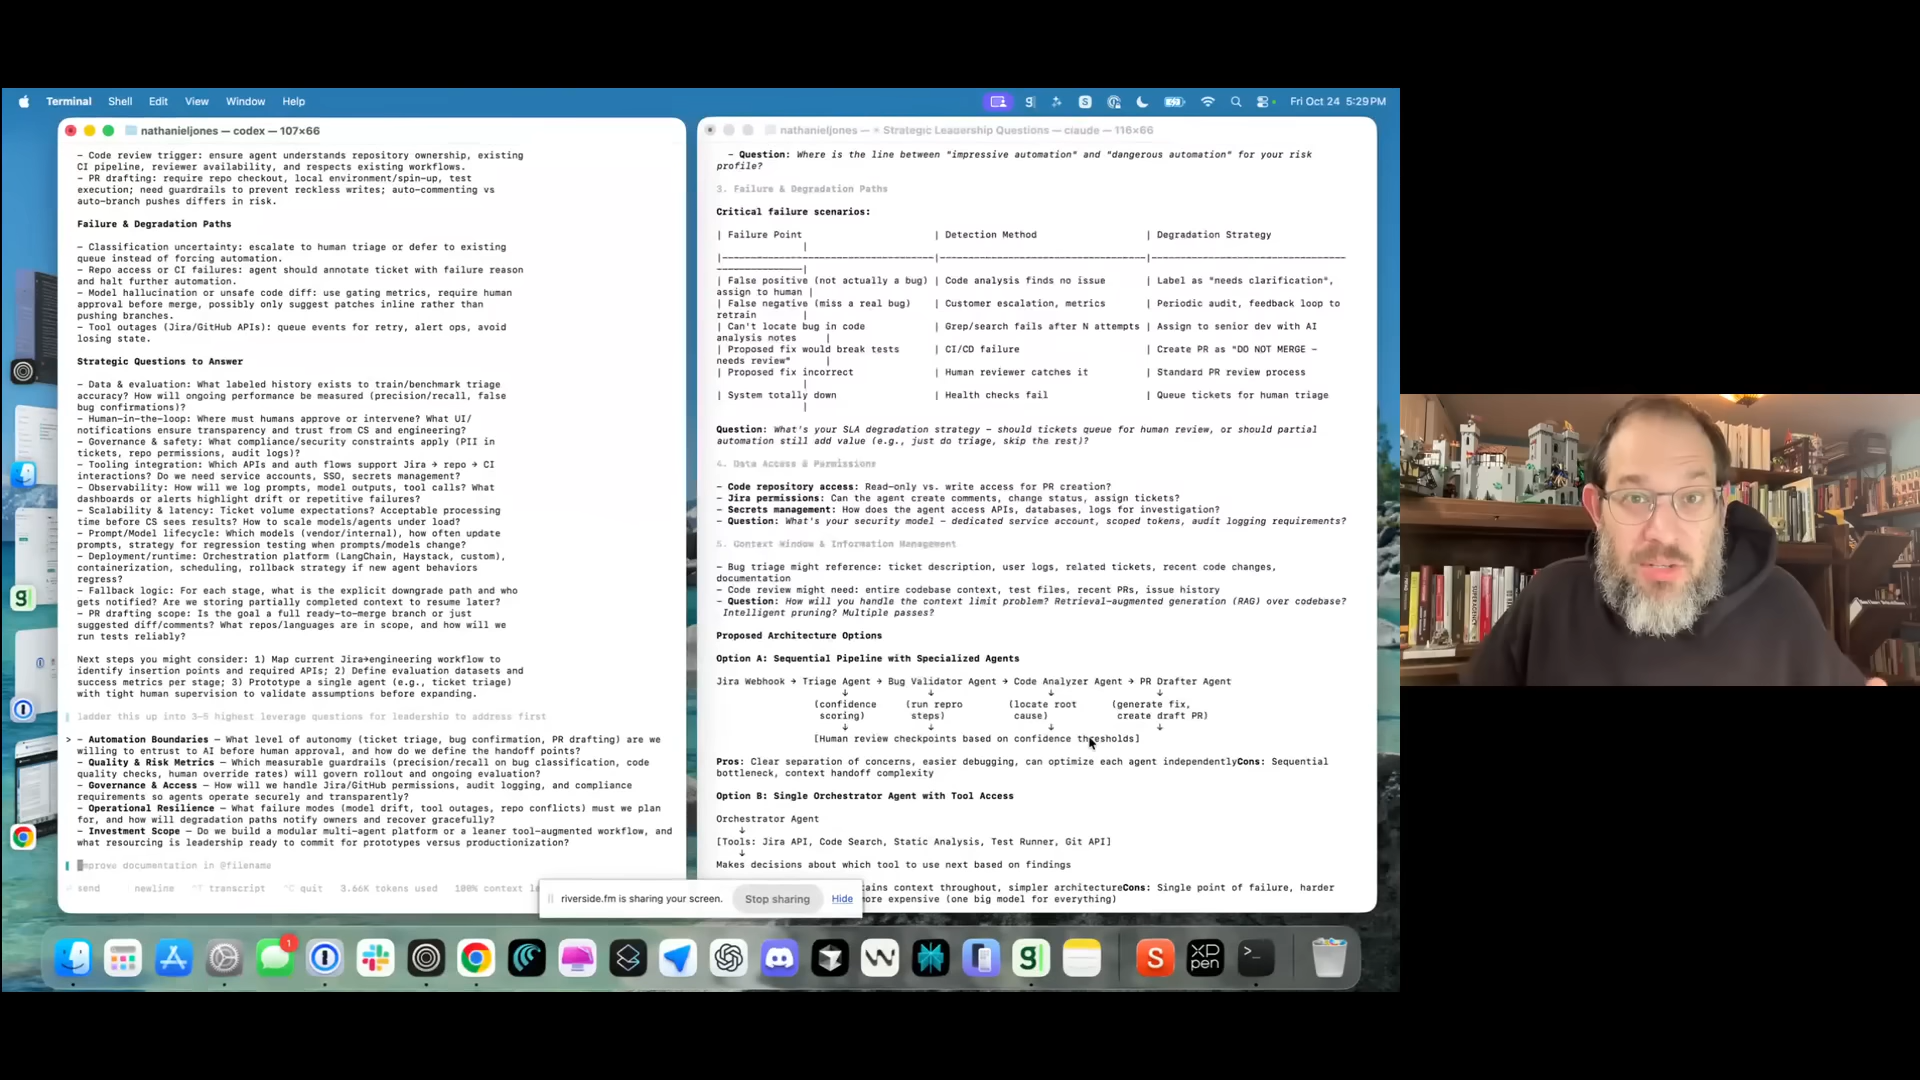 Terminal Shell Edit View Window Help
Fri Oct 24 5:29 PM
nathanieljones — codex — 107×66
– Code review trigger: ensure agent understands repository ownership, existing
CI pipeline, reviewer availability, and respects existing workflows.
– PR drafting: require repo checkout, local environment/spin-up, test
execution; need guardrails to prevent reckless writes; auto-commenting vs
auto-branch pushes differs in risk.
Failure & Degradation Paths
– Classification uncertainty: escalate to human triage or defer to existing
queue instead of forcing automation.
– Repo access or CI failures: agent should annotate ticket with failure reason
and halt further automation.
– Model hallucination or unsafe code diff: use gating metrics, require human
approval before merge, possibly only suggest patches inline rather than
pushing branches.
– Tool outages (Jira/GitHub APIs): queue events for retry, alert ops, avoid
losing state.
Strategic Questions to Answer
– Data & evaluation: What labeled history exists to train/benchmark triage
accuracy? How will ongoing performance be measured (precision/recall, false
bug confirmations)?
– Human-in-the-loop: Where must humans approve or intervene? What UI/
notifications ensure transparency and trust from CS and engineering?
– Governance & safety: What compliance/security constraints apply (PII in
tickets, repo permissions, audit logs)?
– Tooling integration: Which APIs and auth flows support Jira → repo → CI
interactions? Do we need service accounts, SSO, secrets management?
– Observability: How will we log prompts, model outputs, tool calls? What
dashboards or alerts highlight drift or repetitive failures?
– Scalability & latency: Ticket volume expectations? Acceptable processing
time before CS sees results? How to scale models/agents under load?
– Prompt/Model lifecycle: Which models (vendor/internal), how often update
prompts, strategy for regression testing when prompts/models change?
– Deployment/runtime: Orchestration platform (LangChain, Haystack, custom),
containerization, scheduling, rollback strategy if new agent behaviors
regress?
– Fallback logic: For each stage, what is the explicit downgrade path and who
gets notified? Are we storing partially completed context to resume later?
– PR drafting scope: Is the goal a full ready-to-merge branch or just
suggested diff/comments? What repos/languages are in scope, and how will we
run tests reliably?
Next steps you might consider: 1) Map current Jira→engineering workflow to
identify insertion points and required APIs; 2) Define evaluation datasets and
success metrics per stage; 3) Prototype a single agent (e.g., ticket triage)
with tight human supervision to validate assumptions before expanding.
ladder this up into 3-5 highest leverage questions for leadership to address first
> – Automation Boundaries – What level of autonomy (ticket triage, bug confirmation, PR drafting) are we
willing to entrust to AI before human approval, and how do we define the handoff points?
– Quality & Risk Metrics – Which measurable guardrails (precision/recall on bug classification, code
quality checks, human override rates) will govern rollout and ongoing evaluation?
– Governance & Access – How will we handle Jira/GitHub permissions, audit logging, and compliance
requirements so agents operate securely and transparently?
– Operational Resilience – What failure modes (model drift, tool outages, repo conflicts) must we plan
for, and how will degradation paths notify owners and recover gracefully?
– Investment Scope – Do we build a modular multi-agent platform or a leaner tool-augmented workflow, and
what resourcing is leadership ready to commit for prototypes versus productionization?
mprove documentation in @filename
send newline ⌃T transcript ⌃C quit 3.66K tokens used 100% context le
nathanieljones — ✳ Strategic Leadership Questions — claude — 116×56
– Question: Where is the line between "impressive automation" and "dangerous automation" for your risk
profile?
3. Failure & Degradation Paths
Critical failure scenarios:
| Failure Point | Detection Method | Degradation Strategy
|
| False positive (not actually a bug) | Code analysis finds no issue | Label as "needs clarification",
assign to human |
| False negative (miss a real bug) | Customer escalation, metrics | Periodic audit, feedback loop to
retrain |
| Can't locate bug in code | Grep/search fails after N attempts | Assign to senior dev with AI
analysis notes |
| Proposed fix would break tests | CI/CD failure | Create PR as "DO NOT MERGE –
needs review" |
| Proposed fix incorrect | Human reviewer catches it | Standard PR review process
|
| System totally down | Health checks fail | Queue tickets for human triage
|
Question: What's your SLA degradation strategy – should tickets queue for human review, or should partial
automation still add value (e.g., just do triage, skip the rest)?
4. Data Access & Permissions
– Code repository access: Read-only vs. write access for PR creation?
– Jira permissions: Can the agent create comments, change status, assign tickets?
– Secrets management: How does the agent access APIs, databases, logs for investigation?
– Question: What's your security model – dedicated service account, scoped tokens, audit logging requirements?
5. Context Window & Information Management
– Bug triage might reference: ticket description, user logs, related tickets, recent code changes,
documentation
– Code review might need: entire codebase context, test files, recent PRs, issue history
– Question: How will you handle the context limit problem? Retrieval-augmented generation (RAG) over codebase?
Intelligent pruning? Multiple passes?
Proposed Architecture Options
Option A: Sequential Pipeline with Specialized Agents
Jira Webhook → Triage Agent → Bug Validator Agent → Code Analyzer Agent → PR Drafter Agent
↓ ↓ ↓ ↓
(confidence (run repro (locate root (generate fix,
scoring) steps) cause) create draft PR)
↓ ↓ ↓ ↓
[Human review checkpoints based on confidence thresholds]
Pros: Clear separation of concerns, easier debugging, can optimize each agent independentlyCons: Sequential
bottleneck, context handoff complexity
Option B: Single Orchestrator Agent with Tool Access
Orchestrator Agent
↓
[Tools: Jira API, Code Search, Static Analysis, Test Runner, Git API]
↓
Makes decisions about which tool to use next based on findings
ains context throughout, simpler architectureCons: Single point of failure, harder
ore expensive (one big model for everything)
riverside.fm is sharing your screen. Stop sharing Hide
1
XP
pen